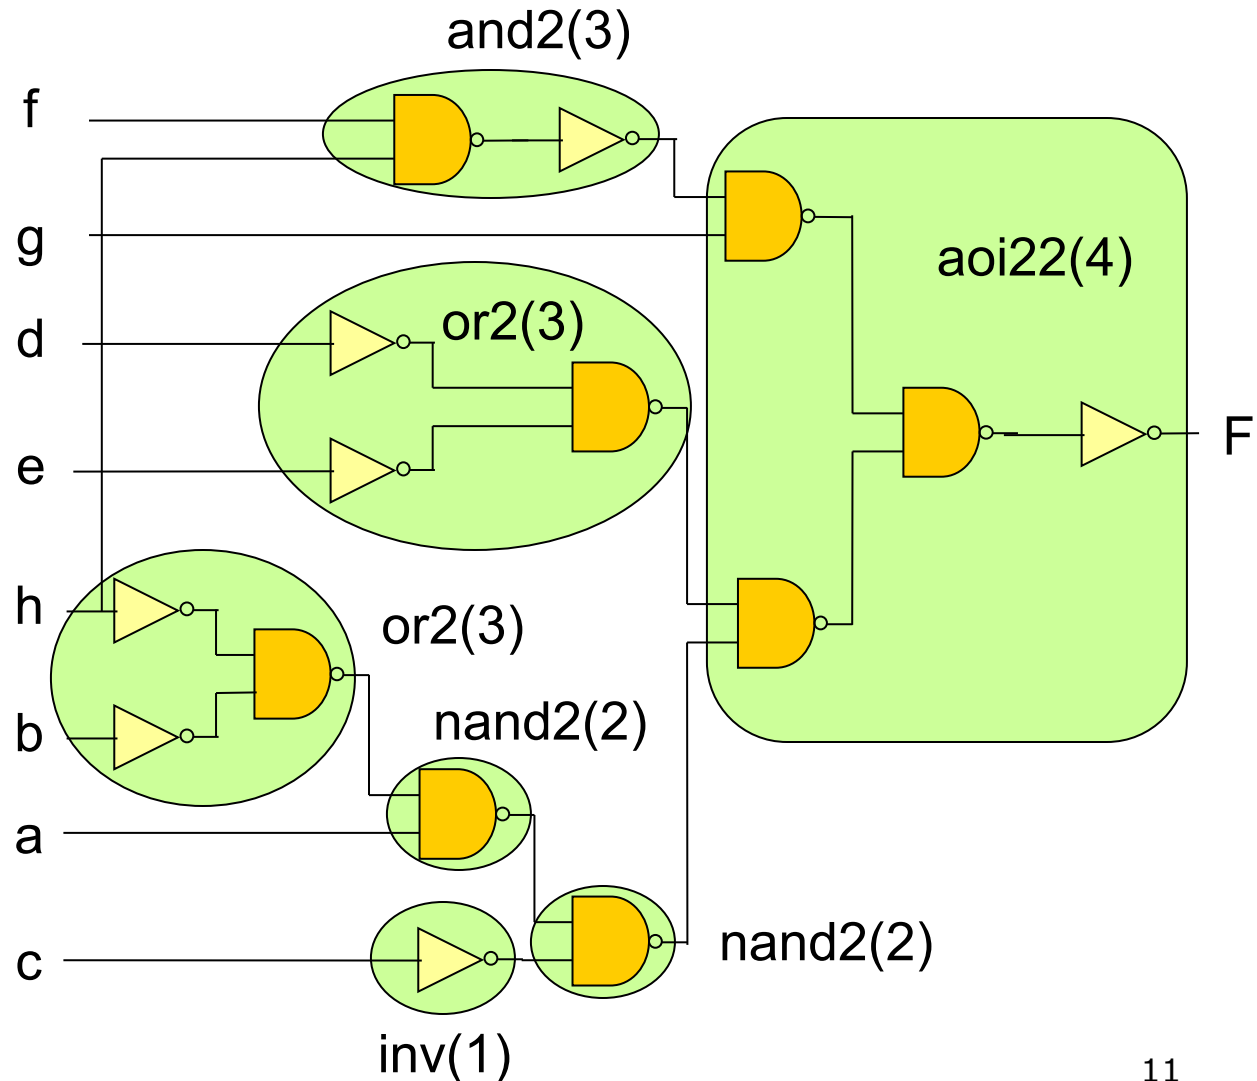 and2(3)
f
g
aoi22(4)
d
or2(3)
F
e
h
or2(3)
nand2(2)
b
a
nand2(2)
c
inv(1)
11